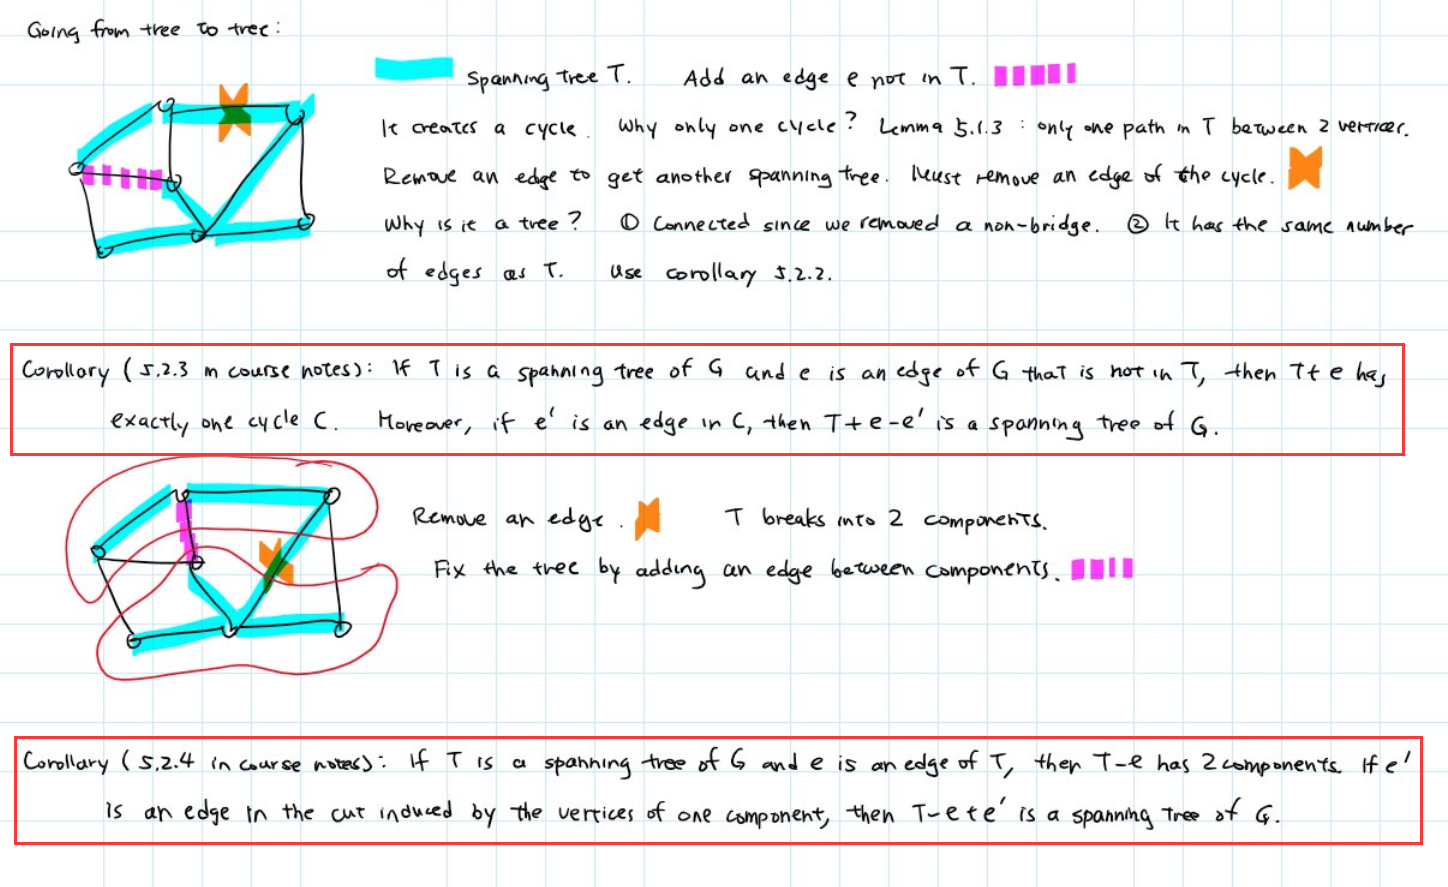 Going from tree to tree:
Spanning tree T. Add an edge e not in T.
It creates a cycle. Why only one cycle? Lemma 5.1.3 : only one path in T between 2 vertices.
Remove an edge to get another spanning tree. Must remove an edge of the cycle.
Why is it a tree? ① Connected since we removed a non-bridge. ② It has the same number
of edges as T. Use corollary 5.2.2.
Corollary (5.2.3 in course notes): If T is a spanning tree of G and e is an edge of G that is not in T, then T+e has
exactly one cycle C. Moreover, if e' is an edge in C, then T+e-e' is a spanning tree of G.
Remove an edge. T breaks into 2 components.
Fix the tree by adding an edge between components.
Corollary (5.2.4 in course notes): If T is a spanning tree of G and e is an edge of T, then T-e has 2 components. If e'
is an edge in the cut induced by the vertices of one component, then T-e+e' is a spanning tree of G.